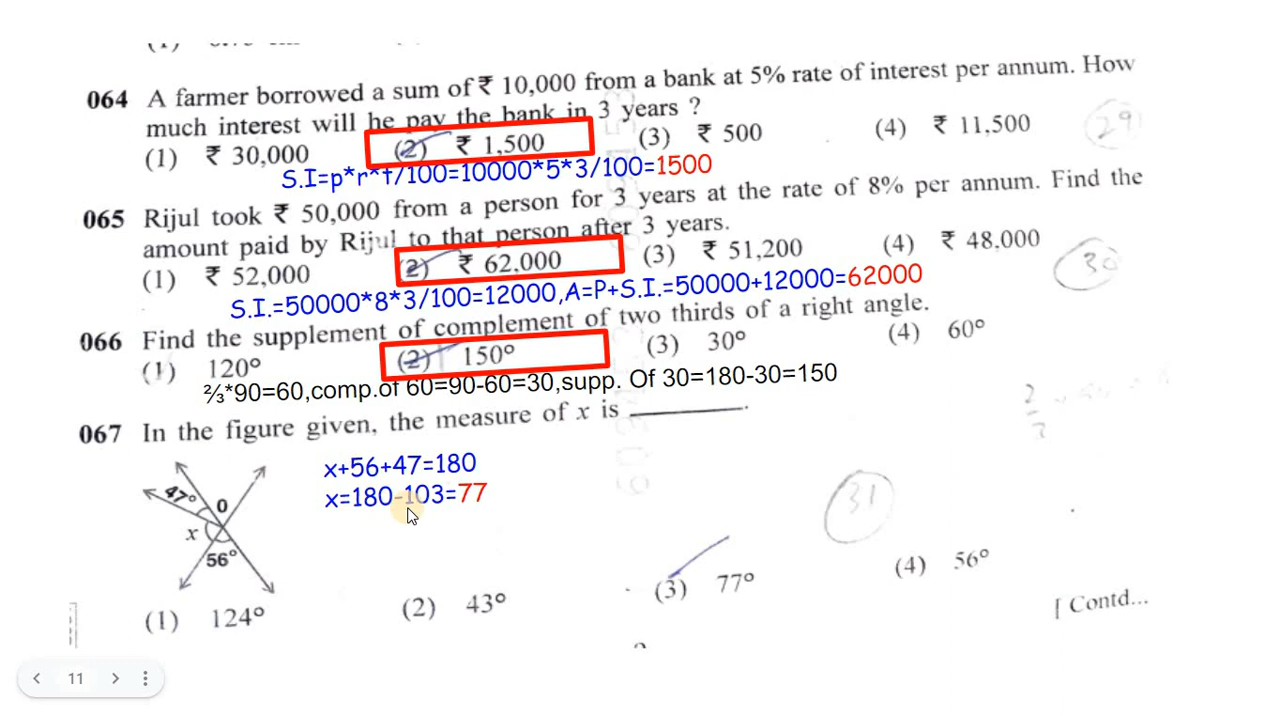 064 A farmer borrowed a sum of ₹ 10,000 from a bank at 5% rate of interest per annum. How
much interest will he pay the bank in 3 years ?
(1) ₹ 30,000 (2) ₹ 1,500 (3) ₹ 500 (4) ₹ 11,500
29
S.I=p*r*t/100=10000*5*3/100=1500
065 Rijul took ₹ 50,000 from a person for 3 years at the rate of 8% per annum. Find the
amount paid by Rijul to that person after 3 years.
(1) ₹ 52,000 (2) ₹ 62,000 (3) ₹ 51,200 (4) ₹ 48.000
30
S.I.=50000*8*3/100=12000,A=P+S.I.=50000+12000=62000
066 Find the supplement of complement of two thirds of a right angle.
(1) 120° (2) 150° (3) 30° (4) 60°
⅔*90=60,comp.of 60=90-60=30,supp. Of 30=180-30=150
067 In the figure given, the measure of x is ________.
x+56+47=180
x=180-103=77
47°
0
x
56°
31
(1) 124° (2) 43° (3) 77° (4) 56°
[ Contd...
11